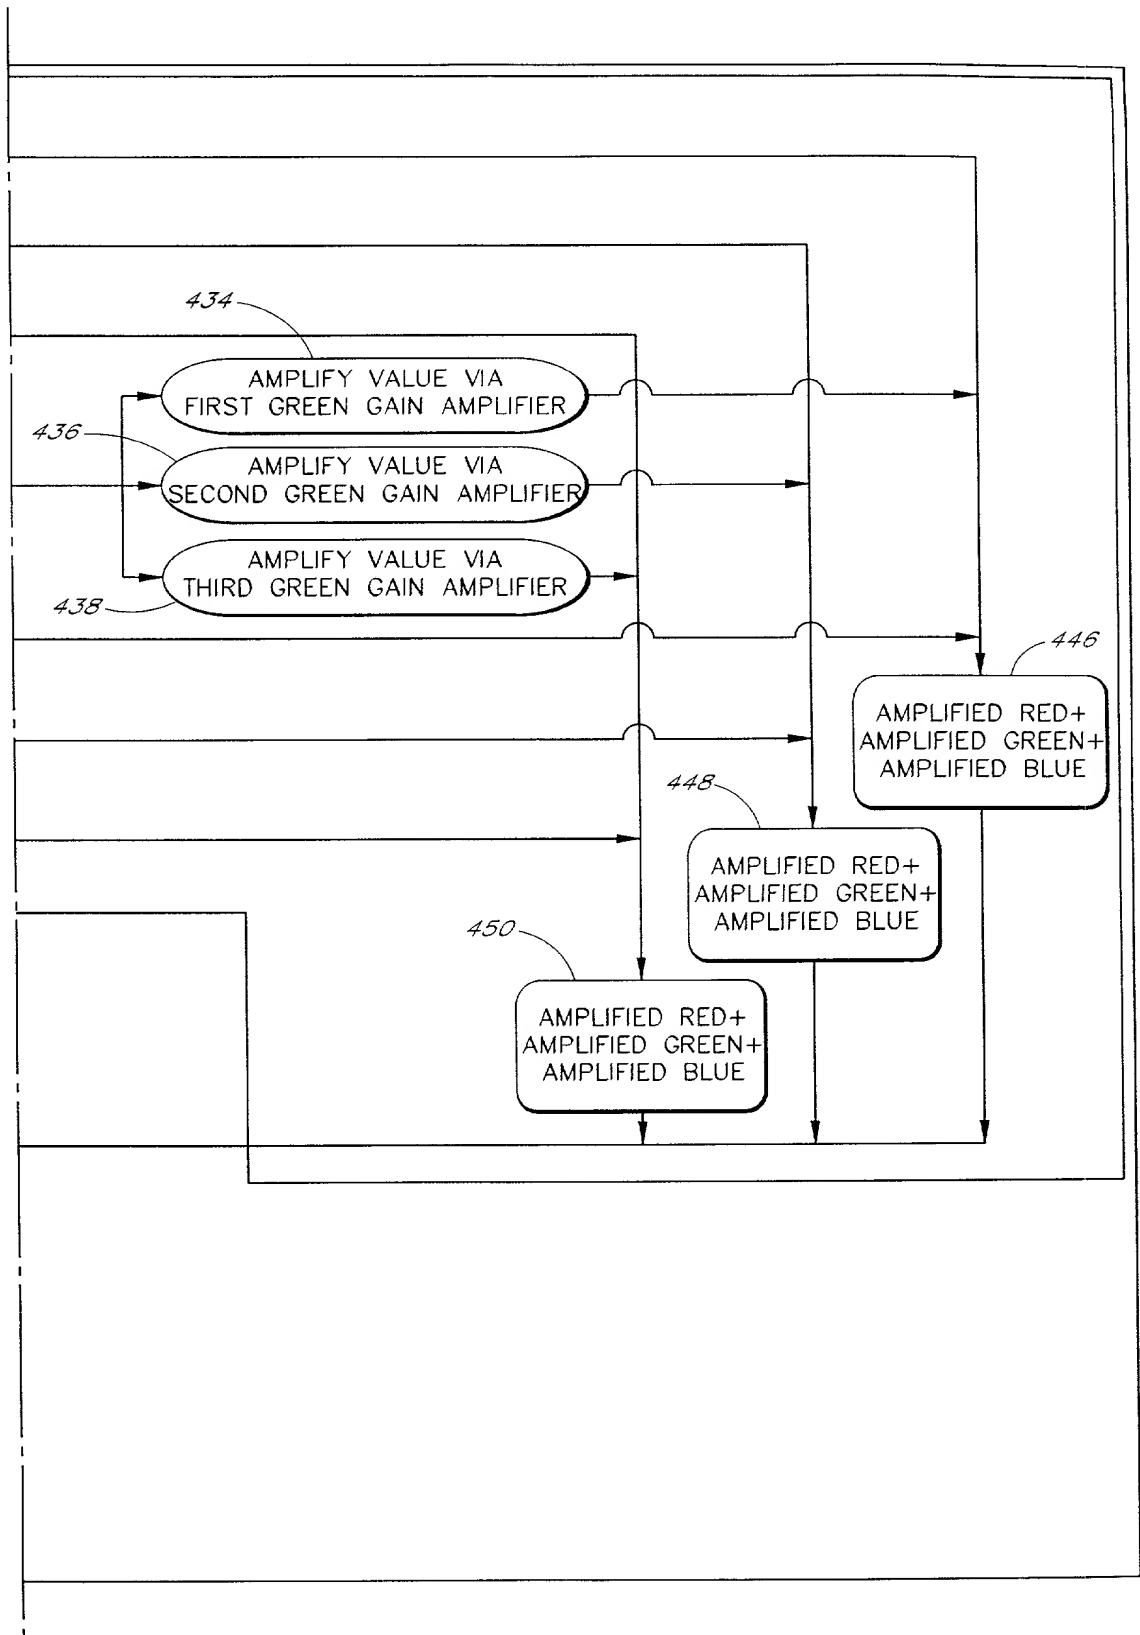 434
AMPLIFY VALUE VIA
FIRST GREEN GAIN AMPLIFIER
436
AMPLIFY VALUE VIA
SECOND GREEN GAIN AMPLIFIER
AMPLIFY VALUE VIA
THIRD GREEN GAIN AMPLIFIER
438
446
AMPLIFIED RED+
AMPLIFIED GREEN+
AMPLIFIED BLUE
448
AMPLIFIED RED+
AMPLIFIED GREEN+
AMPLIFIED BLUE
450
AMPLIFIED RED+
AMPLIFIED GREEN+
AMPLIFIED BLUE